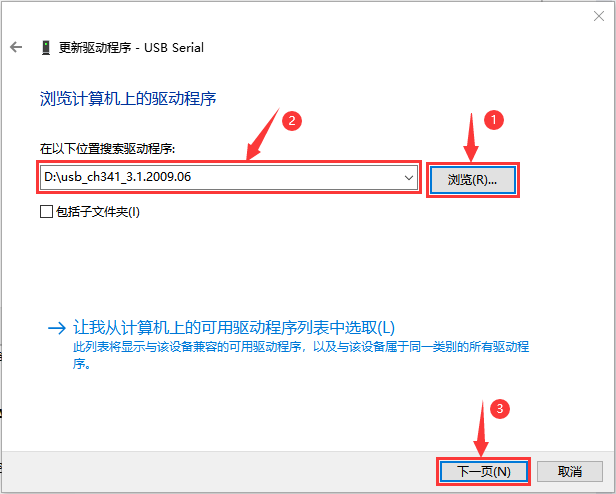 更新驱动程序 - USB Serial
浏览计算机上的驱动程序
2
1
在以下位置搜索驱动程序:
D:\usb_ch341_3.1.2009.06
浏览(R)...
包括子文件夹(I)
让我从计算机上的可用驱动程序列表中选取(L)
此列表将显示与该设备兼容的可用驱动程序，以及与该设备属于同一类别的所有驱动程
序。
3
下一页(N)
取消